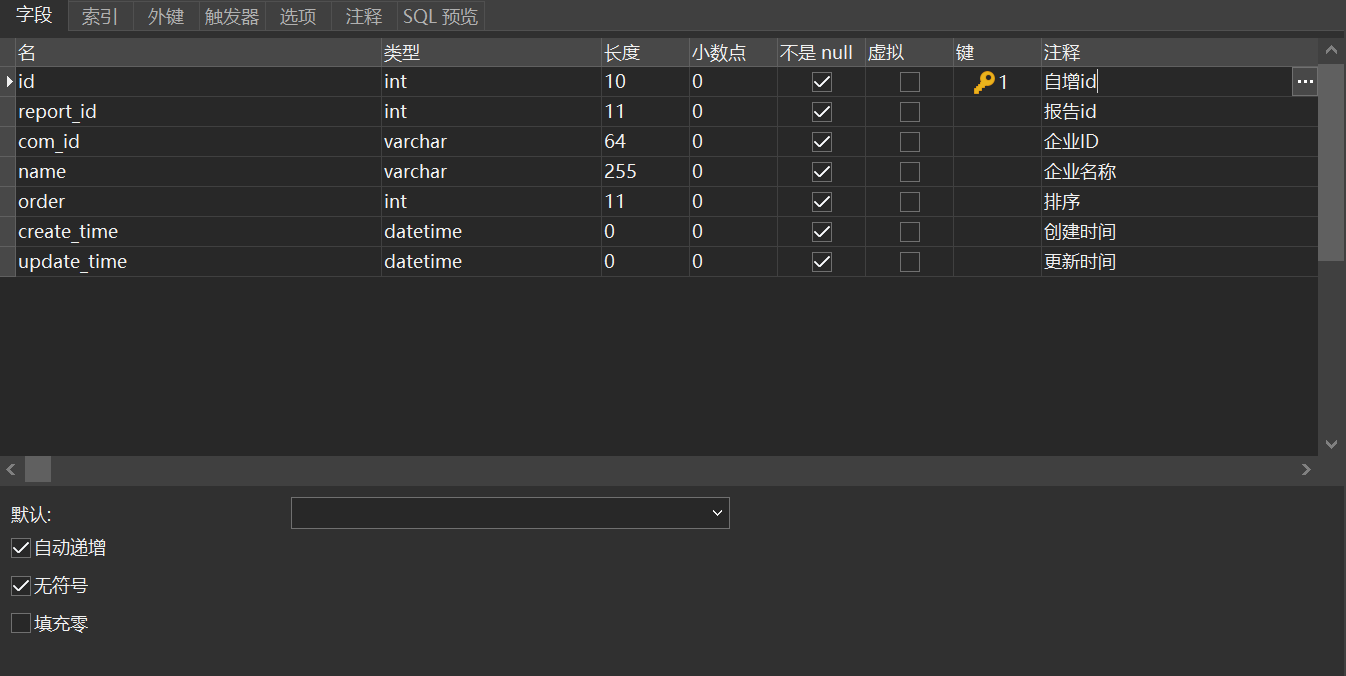 字段 索引 外键 触发器 选项 注释 SQL 预览
名 类型 长度 小数点 不是 null 虚拟 键 注释
id int 10 0 1 自增id ...
report_id int 11 0 报告id
com_id varchar 64 0 企业ID
name varchar 255 0 企业名称
order int 11 0 排序
create_time datetime 0 0 创建时间
update_time datetime 0 0 更新时间
默认:
自动递增
无符号
填充零